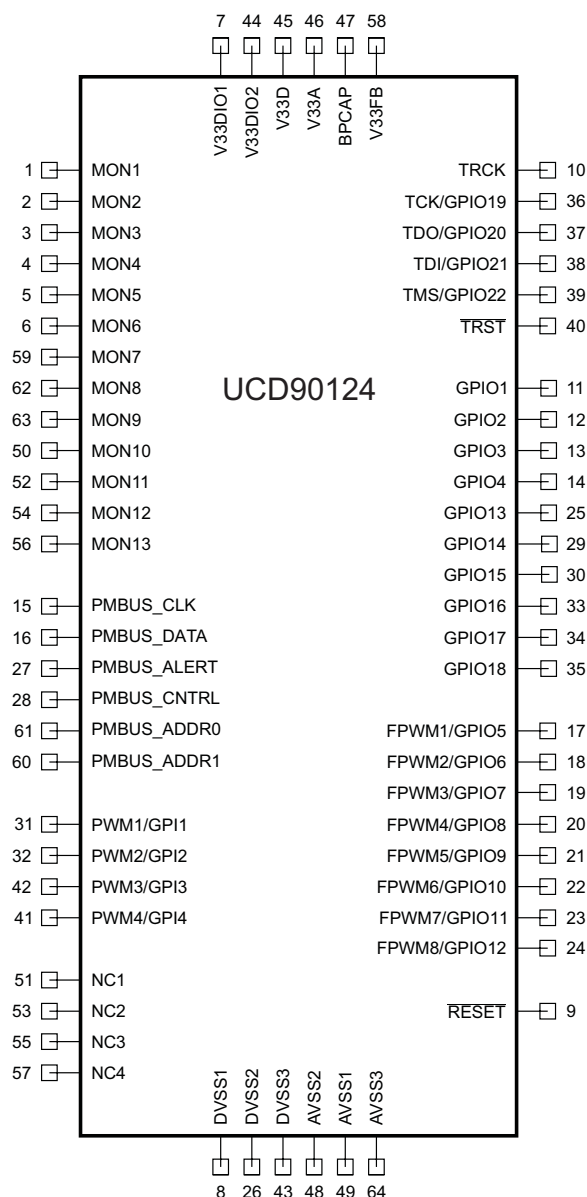 7 44 45 46 47 58
V33DIO1 V33DIO2 V33D V33A BPCAP V33FB
1 MON1 TRCK 10
2 MON2 TCK/GPIO19 36
3 MON3 TDO/GPIO20 37
4 MON4 TDI/GPIO21 38
5 MON5 TMS/GPIO22 39
6 MON6 TRST 40
59 MON7
62 MON8 UCD90124 GPIO1 11
63 MON9 GPIO2 12
50 MON10 GPIO3 13
52 MON11 GPIO4 14
54 MON12 GPIO13 25
56 MON13 GPIO14 29
GPIO15 30
15 PMBUS_CLK GPIO16 33
16 PMBUS_DATA GPIO17 34
27 PMBUS_ALERT GPIO18 35
28 PMBUS_CNTRL
61 PMBUS_ADDR0 FPWM1/GPIO5 17
60 PMBUS_ADDR1 FPWM2/GPIO6 18
FPWM3/GPIO7 19
31 PWM1/GPI1 FPWM4/GPIO8 20
32 PWM2/GPI2 FPWM5/GPIO9 21
42 PWM3/GPI3 FPWM6/GPIO10 22
41 PWM4/GPI4 FPWM7/GPIO11 23
FPWM8/GPIO12 24
51 NC1
53 NC2 RESET 9
55 NC3
57 NC4
DVSS1 DVSS2 DVSS3 AVSS2 AVSS1 AVSS3
8 26 43 48 49 64